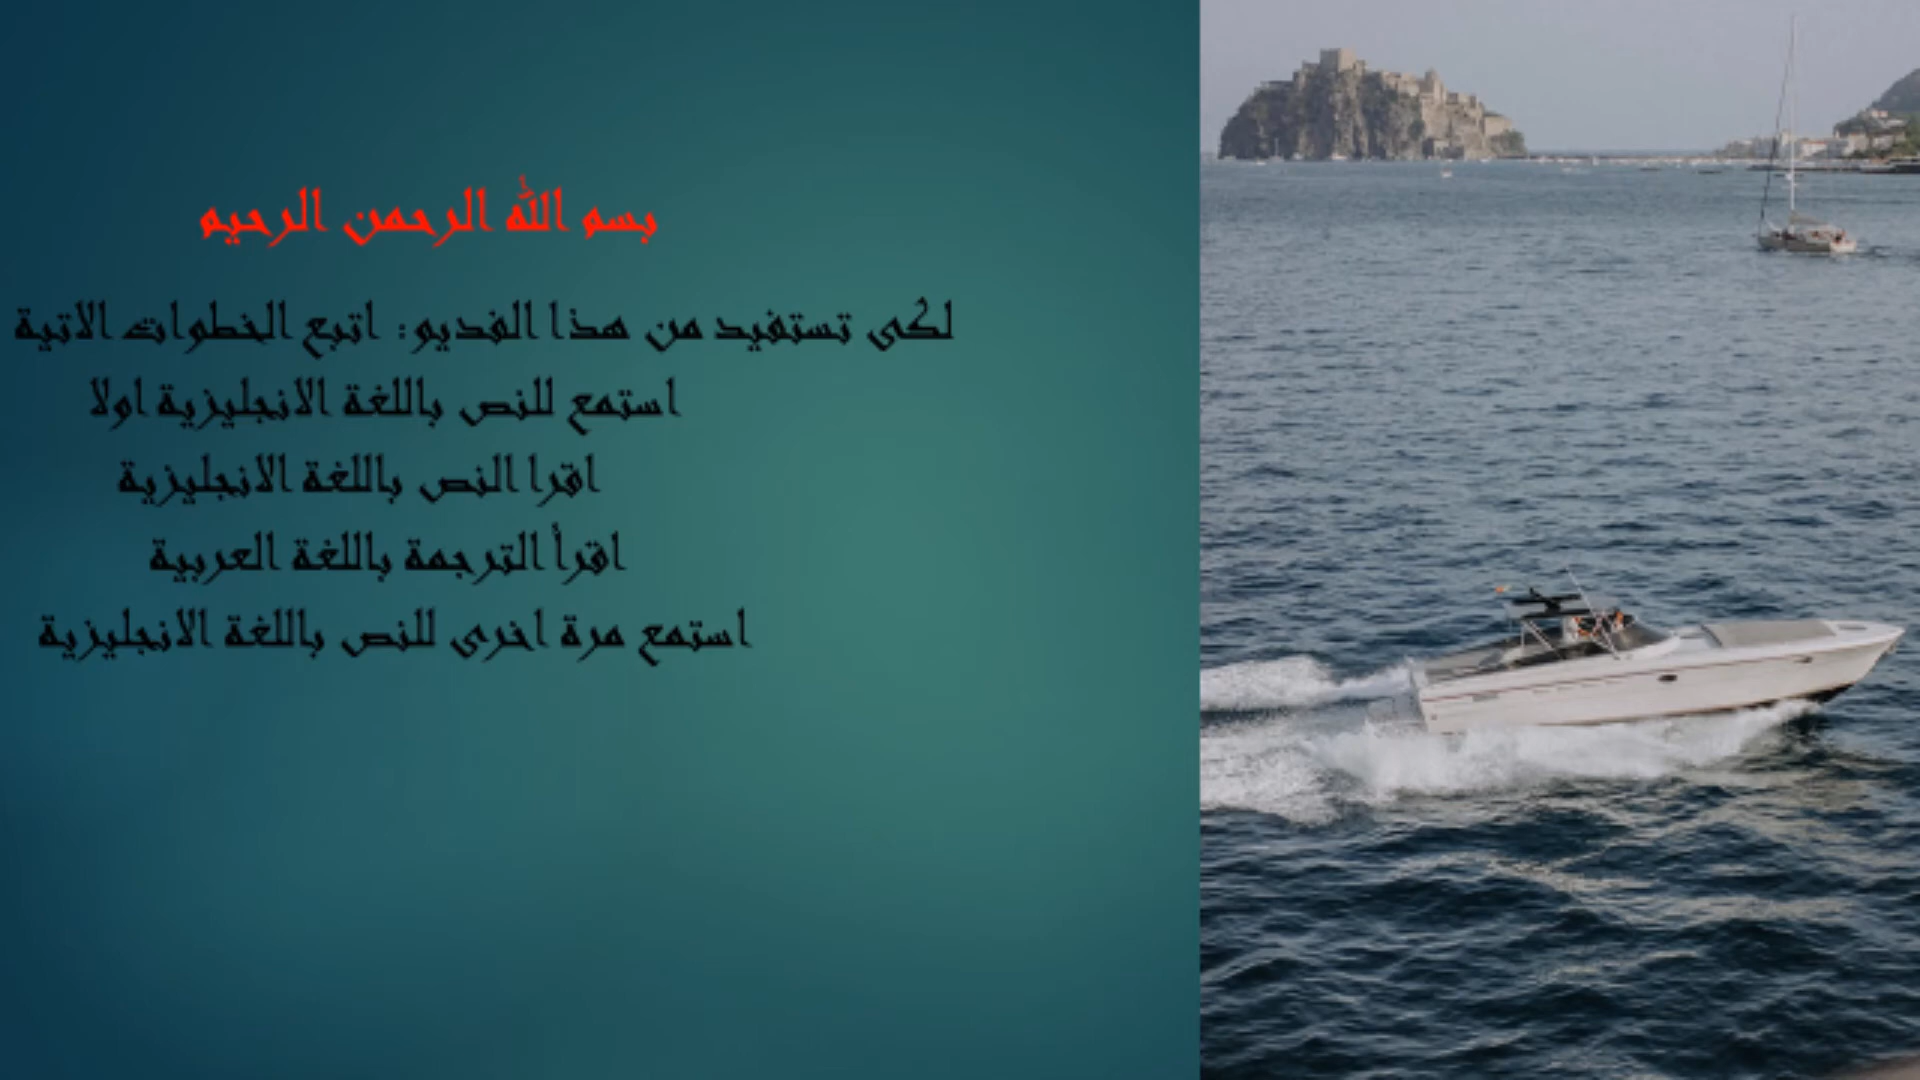 بسم الله الرحمن الرحيم
لكى تستفيد من هذا الفديو: اتبع الخطوات الاتية
استمع للنص باللغة الانجليزية اولا
اقرا النص باللغة الانجليزية
اقرأ الترجمة باللغة العربية
استمع مرة اخرى للنص باللغة الانجليزية